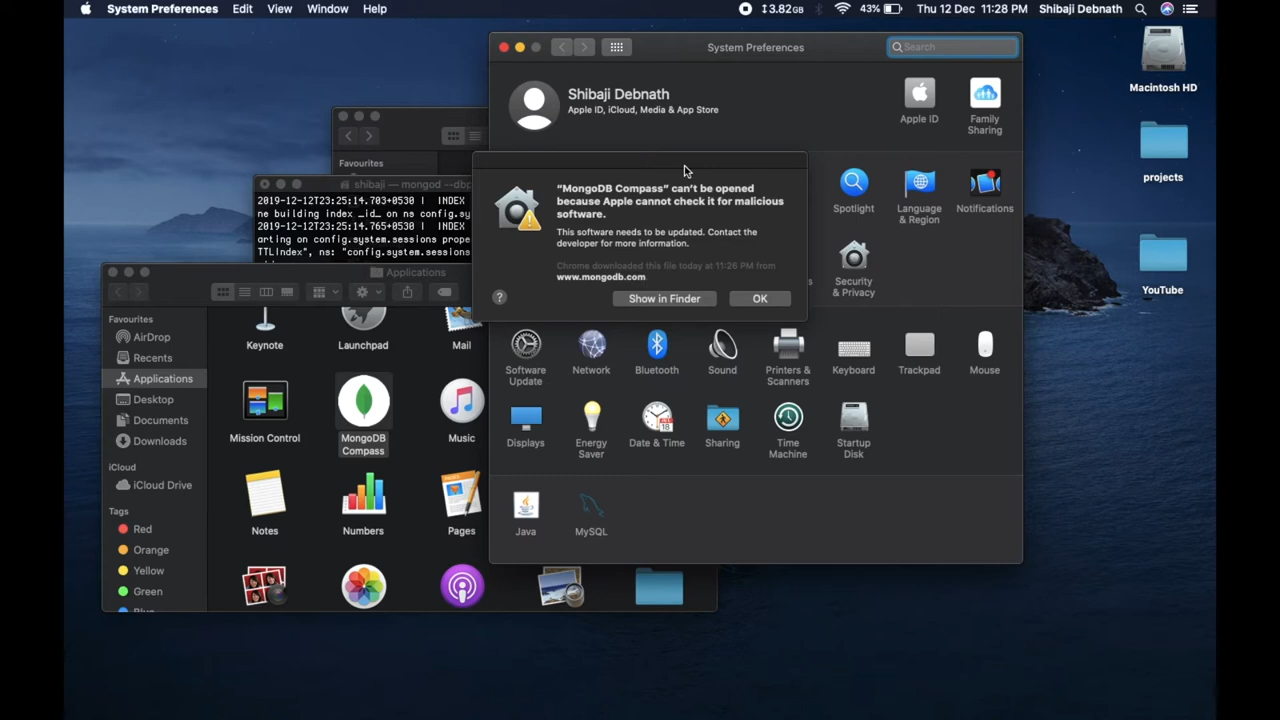 System Preferences Edit View Window Help
3.82GB 43% Thu 12 Dec 11:28 PM Shibaji Debnath
System Preferences
Search
Shibaji Debnath
Apple ID, iCloud, Media & App Store
Apple ID
Family
Sharing
Macintosh HD
projects
YouTube
Favourites
shibaji — mongod --dbp
2019-12-12T23:25:14.703+0530 I INDEX
ne building index _id_ on ns config.sy
2019-12-12T23:25:14.765+0530 I INDEX
arting on config.system.sessions prope
TTLIndex", ns: "config.system.sessions
“MongoDB Compass” can’t be opened
because Apple cannot check it for malicious
software.
This software needs to be updated. Contact the
developer for more information.
Chrome downloaded this file today at 11:26 PM from
www.mongodb.com
?
Show in Finder
OK
Spotlight
Language
& Region
Notifications
Security
& Privacy
Software
Update
Network
Bluetooth
Sound
Printers &
Scanners
Keyboard
Trackpad
Mouse
Displays
Energy
Saver
Date & Time
Sharing
Time
Machine
Startup
Disk
Java
MySQL
Applications
Favourites
AirDrop
Recents
Applications
Desktop
Documents
Downloads
iCloud
iCloud Drive
Tags
Red
Orange
Yellow
Green
Keynote
Launchpad
Mail
Mission Control
MongoDB
Compass
Music
Notes
Numbers
Pages